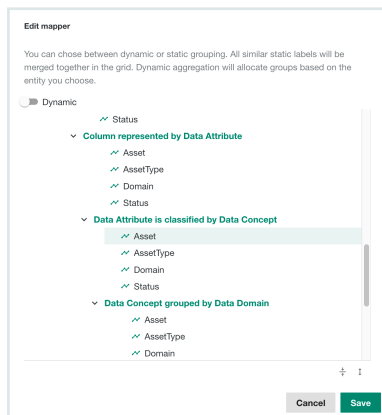 Edit mapper
You can chose between dynamic or static grouping. All similar static labels will be
merged together in the grid. Dynamic aggregation will allocate groups based on the
entity you choose.
Dynamic
Status
Column represented by Data Attribute
Asset
AssetType
Domain
Status
Data Attribute is classified by Data Concept
Asset
AssetType
Domain
Status
Data Concept grouped by Data Domain
Asset
AssetType
Domain
Cancel Save